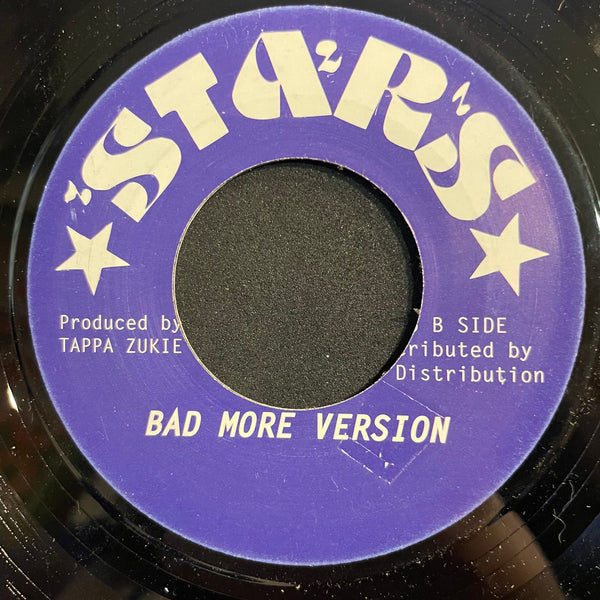 STARS
Produced by
TAPPA ZUKIE
B SIDE
ributed by
Distribution
BAD MORE VERSION